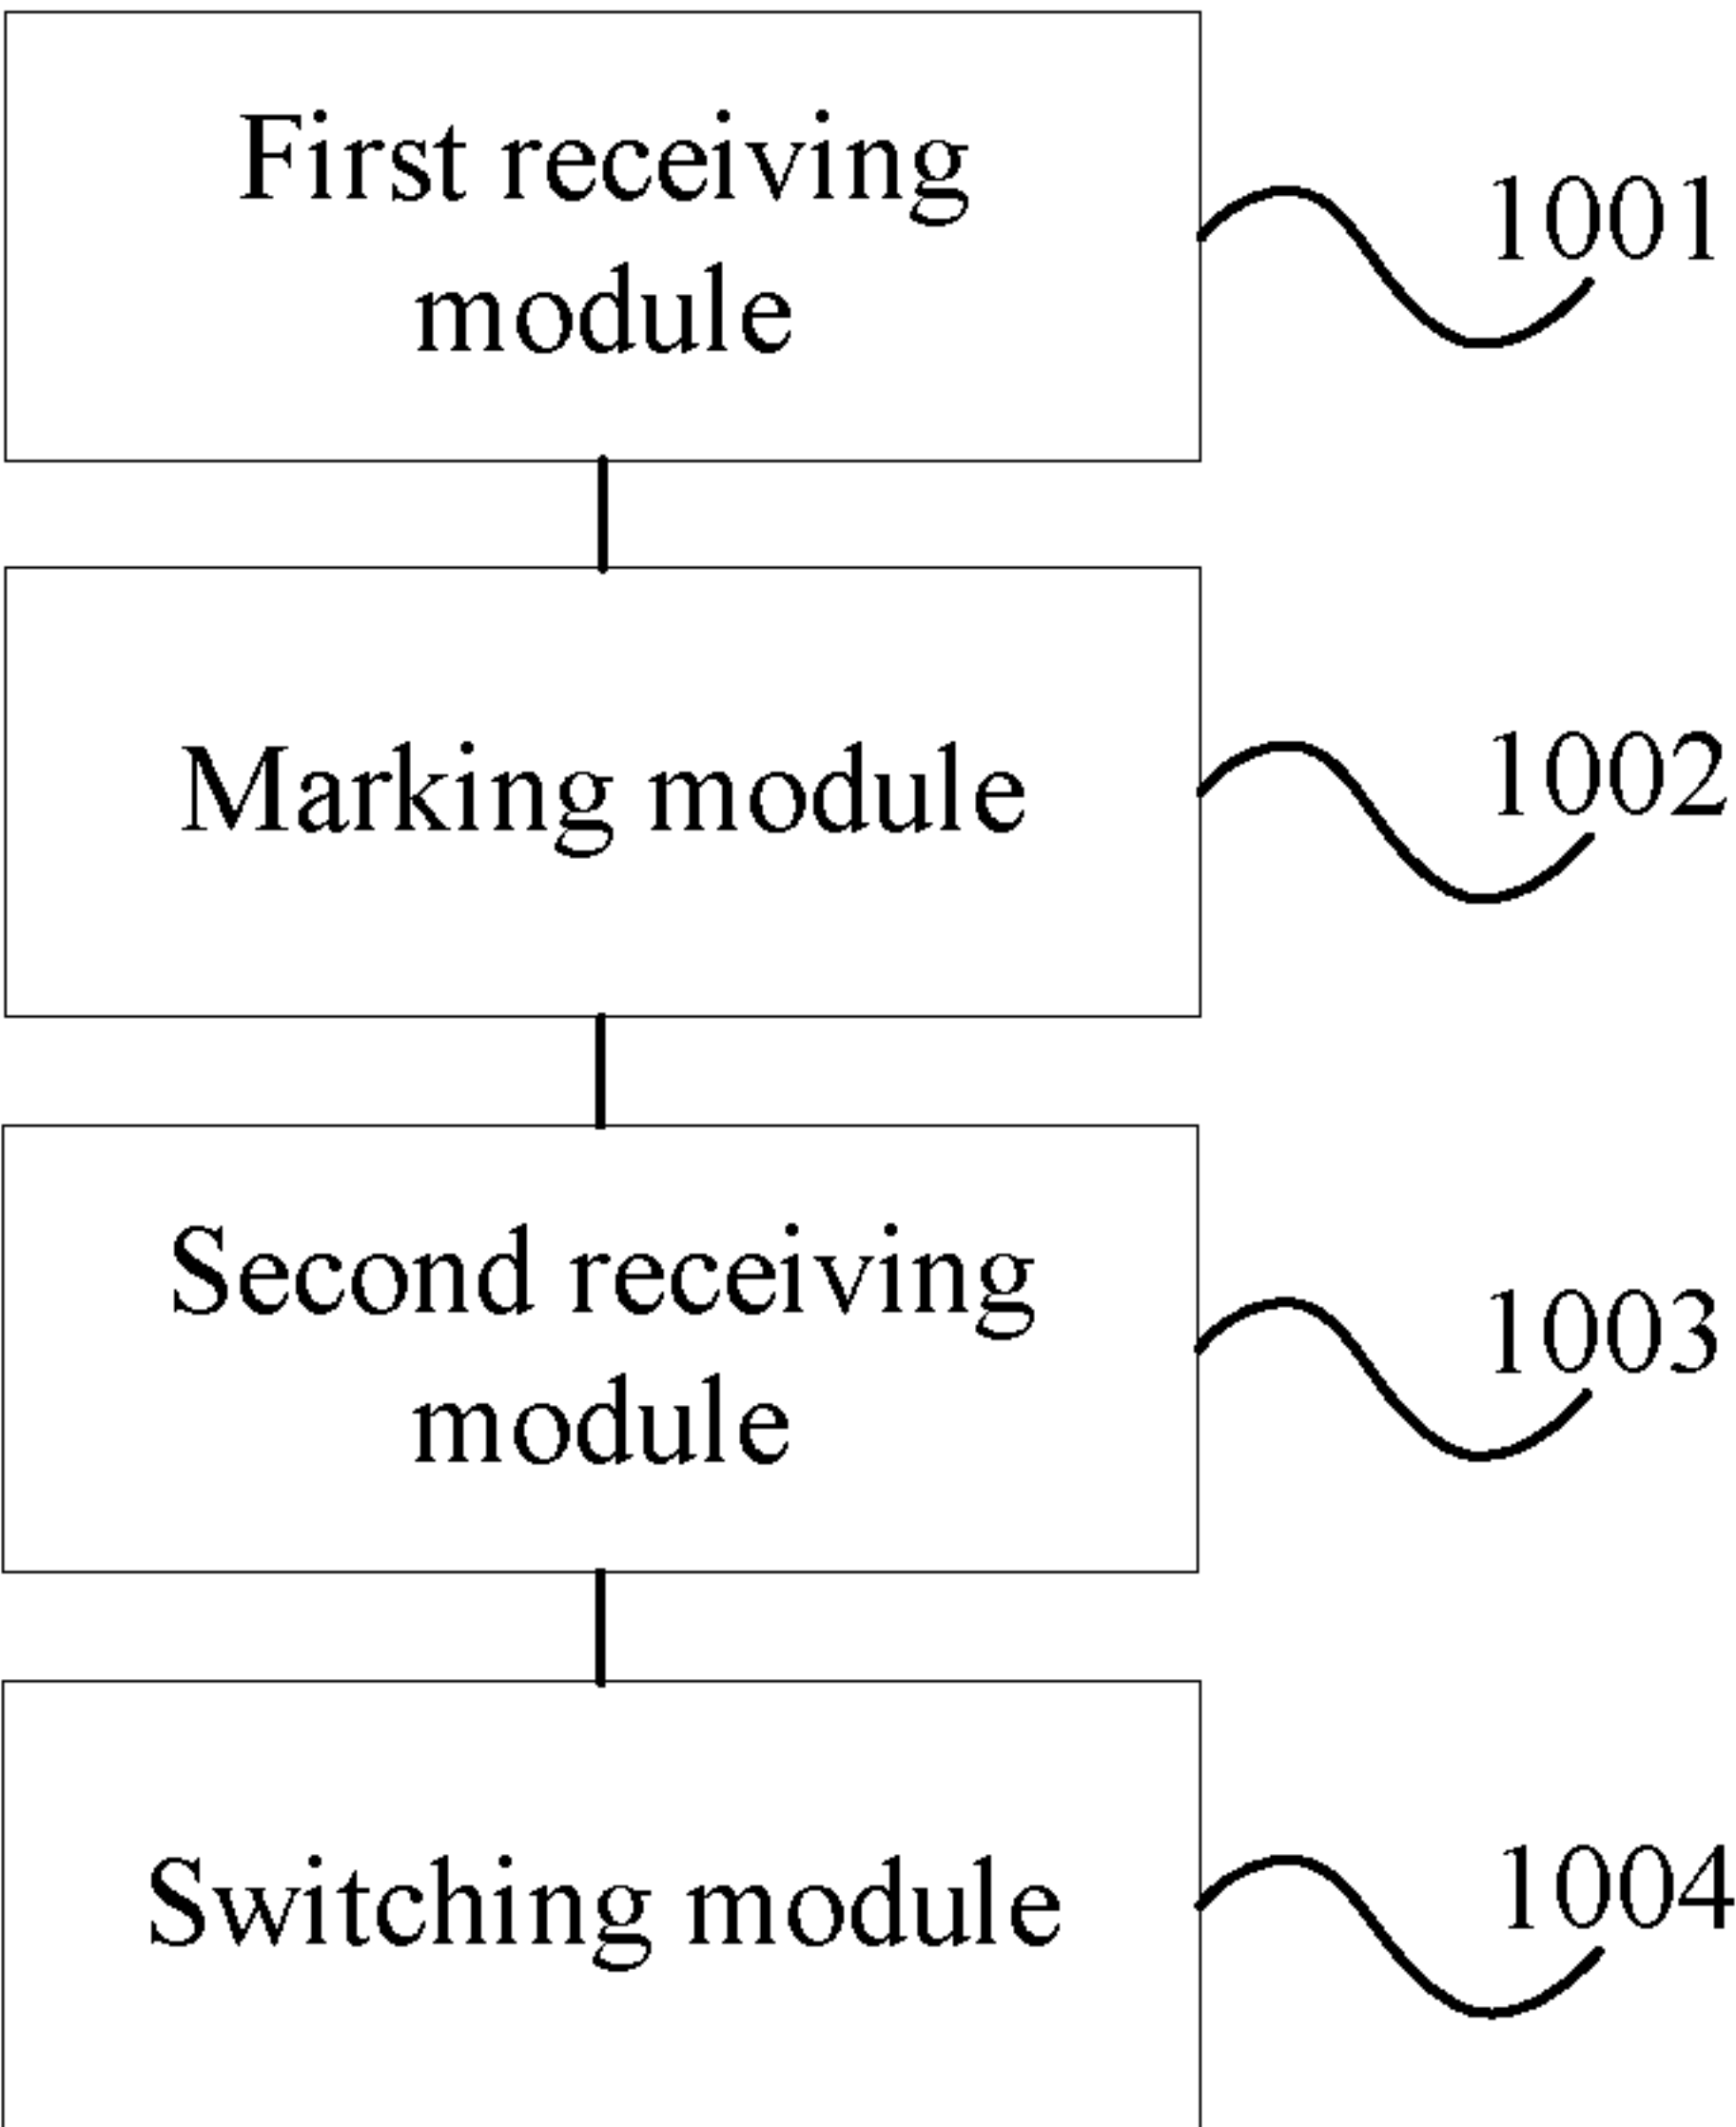 First receiving
module
1001
Marking module
1002
Second receiving
module
1003
Switching module
1004